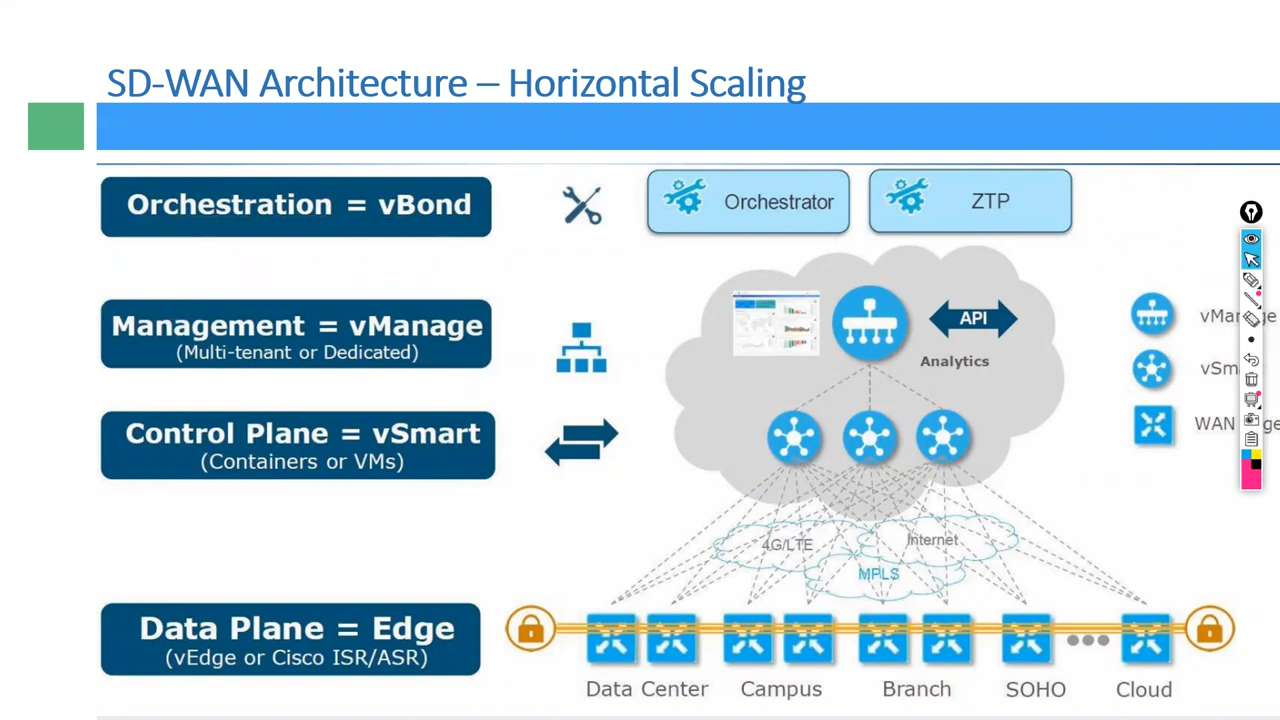 SD-WAN Architecture – Horizontal Scaling
Orchestration = vBond
Orchestrator
ZTP
Management = vManage
(Multi-tenant or Dedicated)
API
Analytics
Control Plane = vSmart
(Containers or VMs)
4G/LTE
Internet
MPLS
WAN
Data Plane = Edge
(vEdge or Cisco ISR/ASR)
Data Center
Campus
Branch
SOHO
Cloud